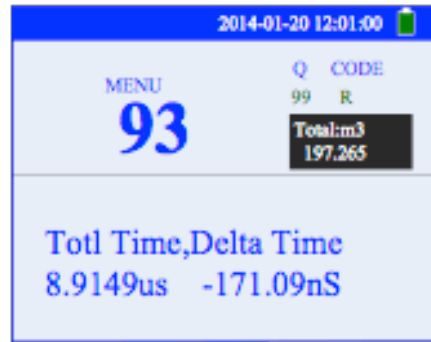 2014-01-20 12:01:00
MENU
93
Q CODE
99 R
Total:m3
197.265
Totl Time,Delta Time
8.9149us -171.09nS